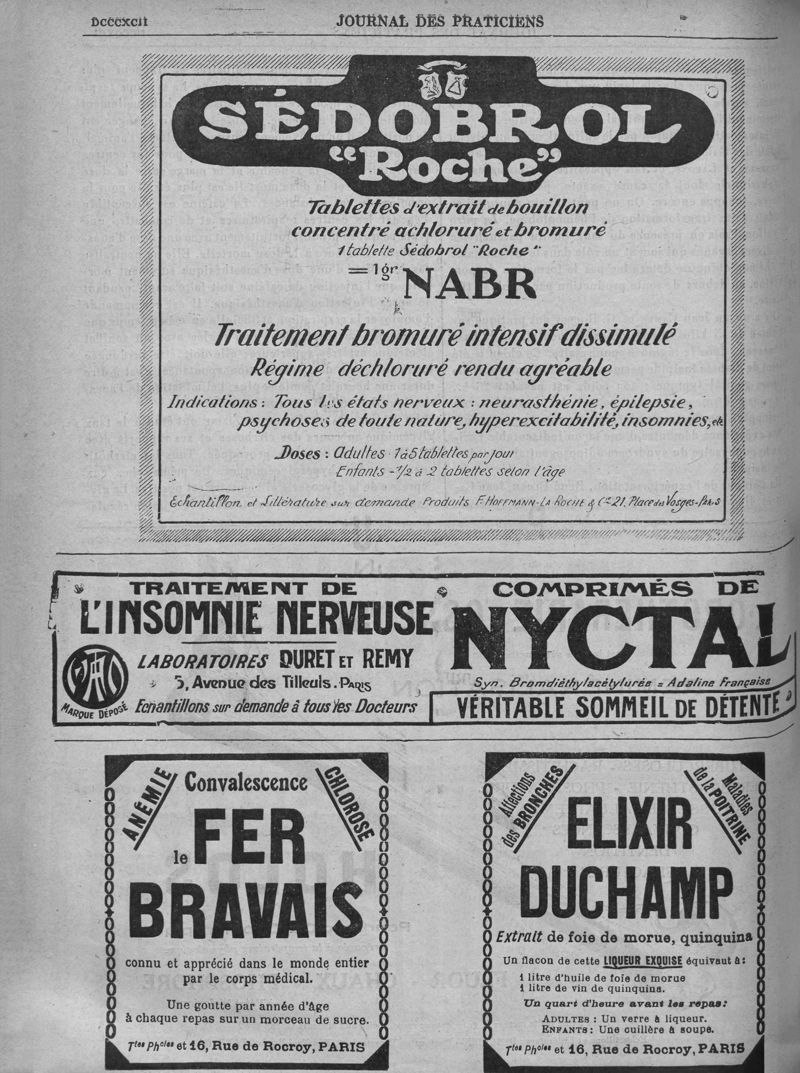 Dcccxcii
JOURNAL DES PRATICIENS
SÉDOBROL
"Roche"
Tablettes d'extrait de bouillon
concentré achloruré et bromuré
1 tablette Sédobrol "Roche"
= 1gr NABR
Traitement bromuré intensif dissimulé
Régime déchloruré rendu agréable
Indications : Tous les états nerveux : neurasthénie, épilepsie,
psychoses de toute nature, hyperexcitabilité, insomnies, etc
Doses : Adultes - 1 à 5 tablettes par jour
Enfants - 1/2 à 2 tablettes selon l'âge
Echantillon et Littérature sur demande Produits F. HOFFMANN-LA ROCHE & Cie 21, Place des Vosges-PARIS
TRAITEMENT DE
L'INSOMNIE NERVEUSE
LABORATOIRES DURET ET REMY
5, Avenue des Tilleuls.PARIS
MARQUE DÉPOSÉ
Echantillons sur demande à tous les Docteurs
COMPRIMÉS DE
NYCTAL
Syn. Bromdiéthylacétylurée = Adaline Française
VÉRITABLE SOMMEIL DE DÉTENTE
ANÉMIE
Convalescence
CHLOROSE
le FER
BRAVAIS
connu et apprécié dans le monde entier
par le corps médical.
Une goutte par année d'âge
à chaque repas sur un morceau de sucre.
Ttes Phcies et 16, Rue de Rocroy, PARIS
Affections
des BRONCHES
Maladies
de la POITRINE
ELIXIR
DUCHAMP
Extrait de foie de morue, quinquina
Un flacon de cette LIQUEUR EXQUISE équivaut à :
1 litre d'huile de foie de morue
1 litre de vin de quinquina.
Un quart d'heure avant les repas :
ADULTES : Un verre à liqueur.
ENFANTS : Une cuillère à soupe.
Ttes Phcies et 16, Rue de Rocroy, PARIS